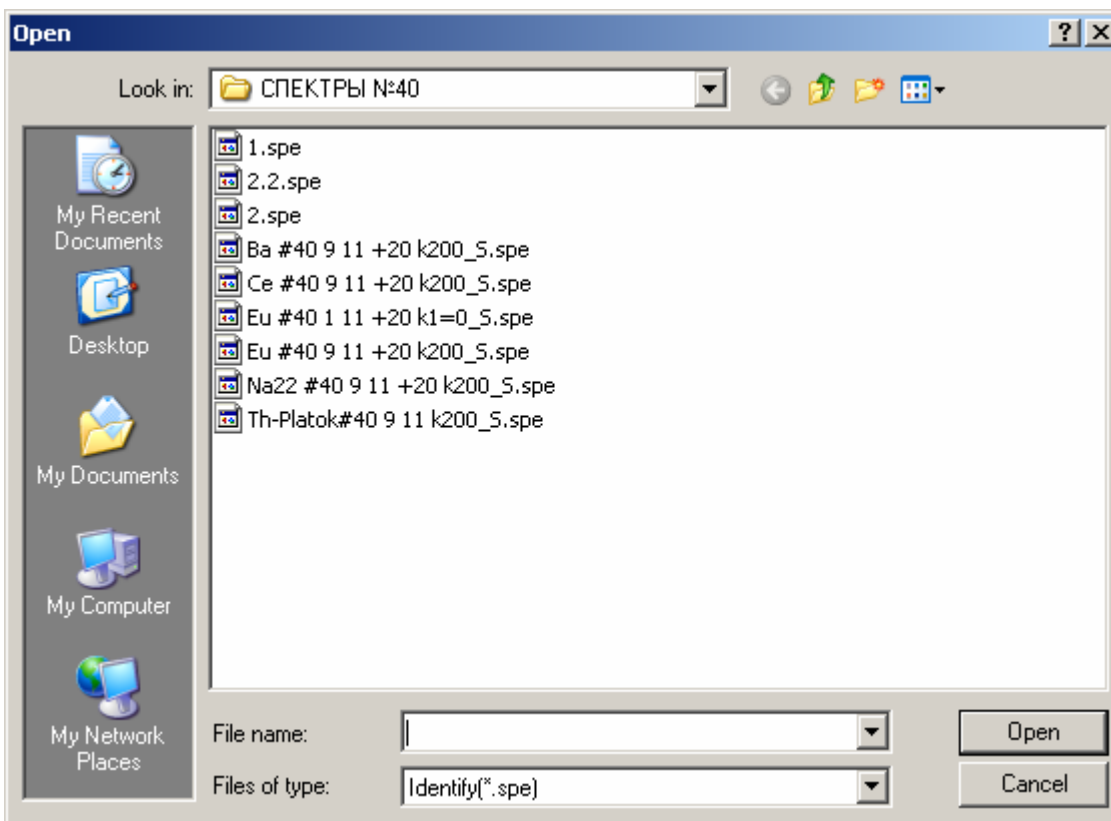 Open
Look in:
СПЕКТРЫ №40
My Recent
Documents
Desktop
My Documents
My Computer
My Network
Places
1.spe
2.2.spe
2.spe
Ba #40 9 11 +20 k200_S.spe
Ce #40 9 11 +20 k200_S.spe
Eu #40 1 11 +20 k1=0_S.spe
Eu #40 9 11 +20 k200_S.spe
Na22 #40 9 11 +20 k200_S.spe
Th-Platok#40 9 11 k200_S.spe
File name:
Open
Files of type:
Identify(*.spe)
Cancel